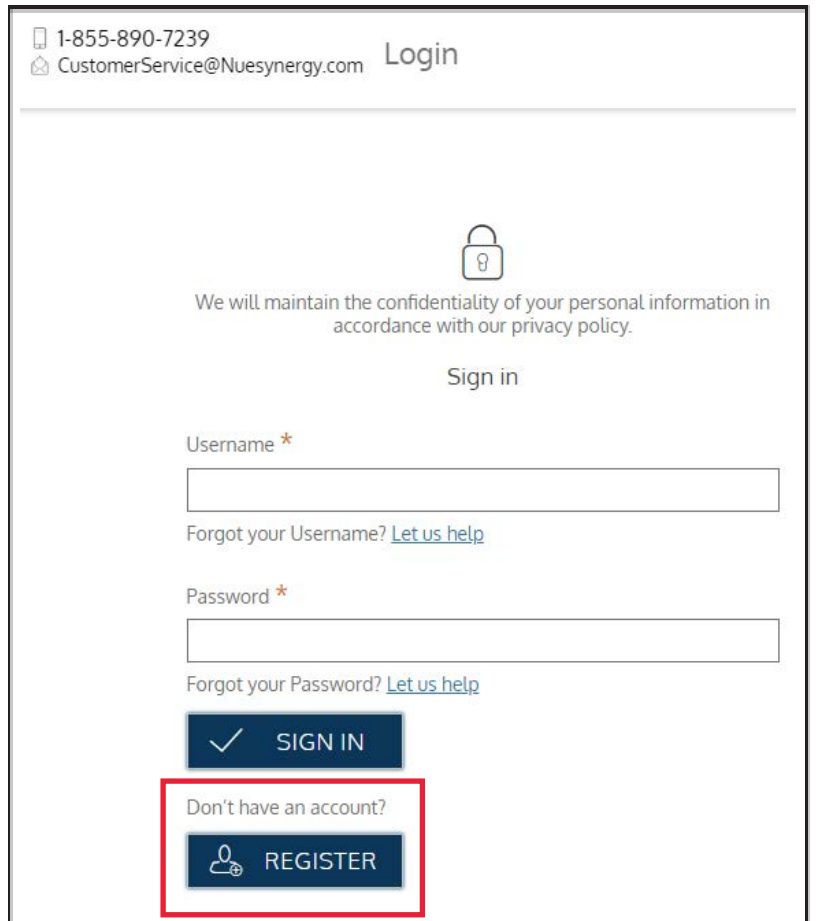 1-855-890-7239
CustomerService@Nuesynergy.com
Login
We will maintain the confidentiality of your personal information in
accordance with our privacy policy.
Sign in
Username *
Forgot your Username? Let us help
Password *
Forgot your Password? Let us help
SIGN IN
Don't have an account?
REGISTER